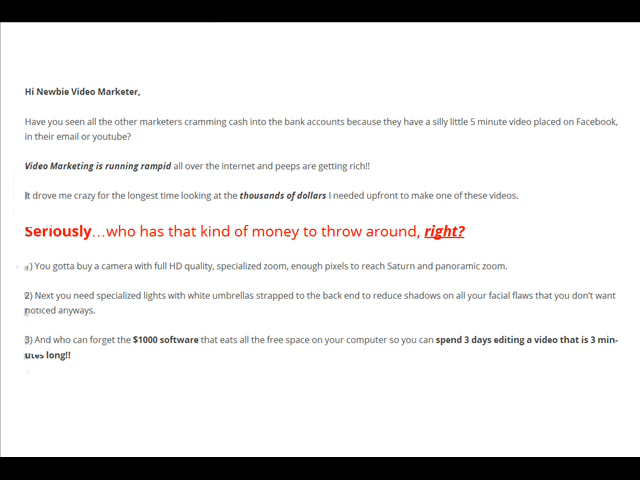 Hi Newbie Video Marketer,
Have you seen all the other marketers cramming cash into the bank accounts because they have a silly little 5 minute video placed on Facebook,
in their email or youtube?
Video Marketing is running rampid all over the internet and peeps are getting rich!!
It drove me crazy for the longest time looking at the thousands of dollars I needed upfront to make one of these videos.
Seriously...who has that kind of money to throw around, right?
1) You gotta buy a camera with full HD quality, specialized zoom, enough pixels to reach Saturn and panoramic zoom.
2) Next you need specialized lights with white umbrellas strapped to the back end to reduce shadows on all your facial flaws that you don't want
noticed anyways.
3) And who can forget the $1000 software that eats all the free space on your computer so you can spend 3 days editing a video that is 3 min-
utes long!!